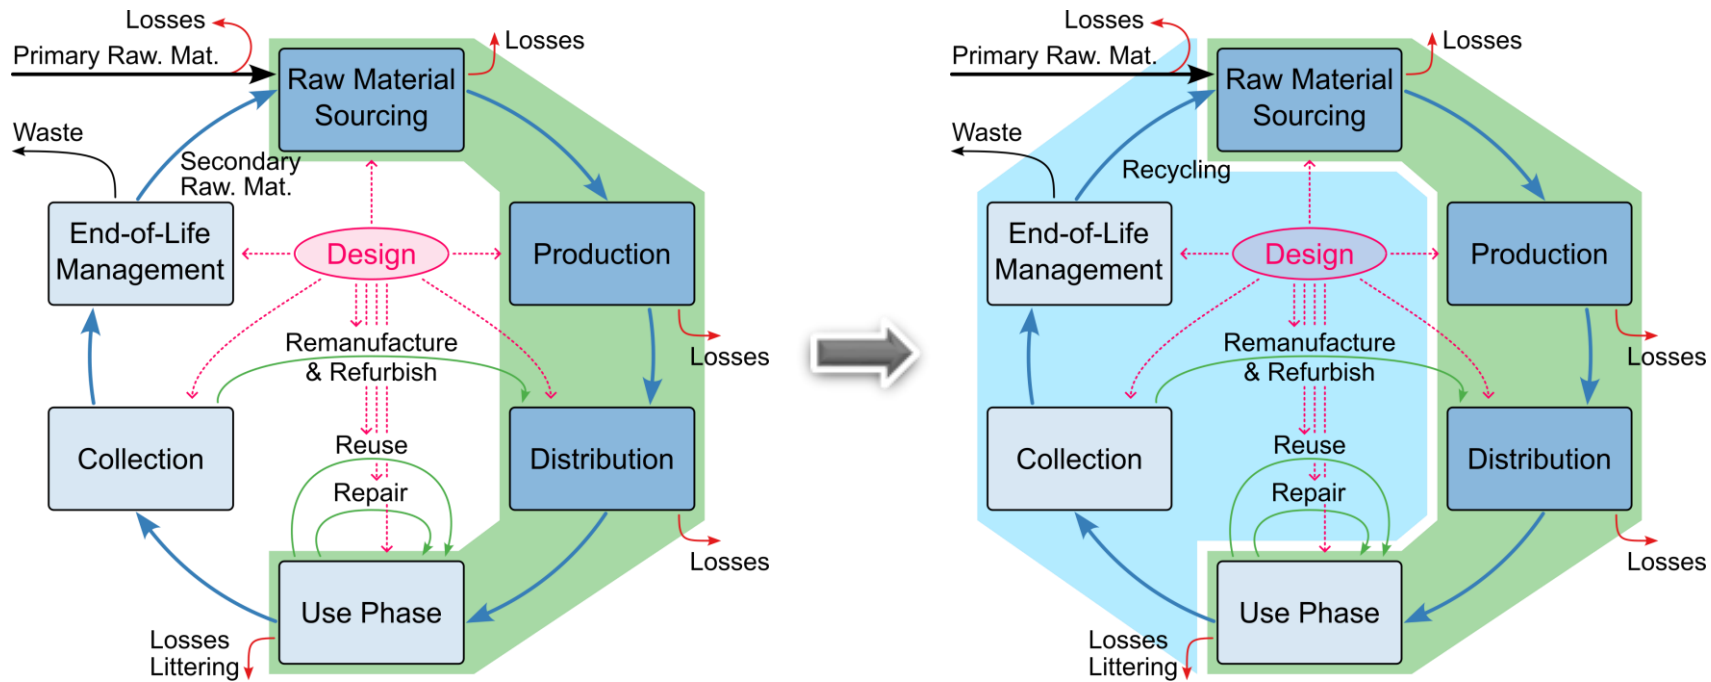 Losses
Primary Raw. Mat.
Losses
Raw Material
Sourcing
Waste
Secondary
Raw. Mat.
End-of-Life
Management
Design
Production
Remanufacture
& Refurbish
Losses
Collection
Reuse
Repair
Distribution
Losses
Use Phase
Losses
Littering
Losses
Primary Raw. Mat.
Losses
Raw Material
Sourcing
Waste
Recycling
End-of-Life
Management
Design
Production
Remanufacture
& Refurbish
Losses
Collection
Reuse
Repair
Distribution
Losses
Use Phase
Losses
Littering